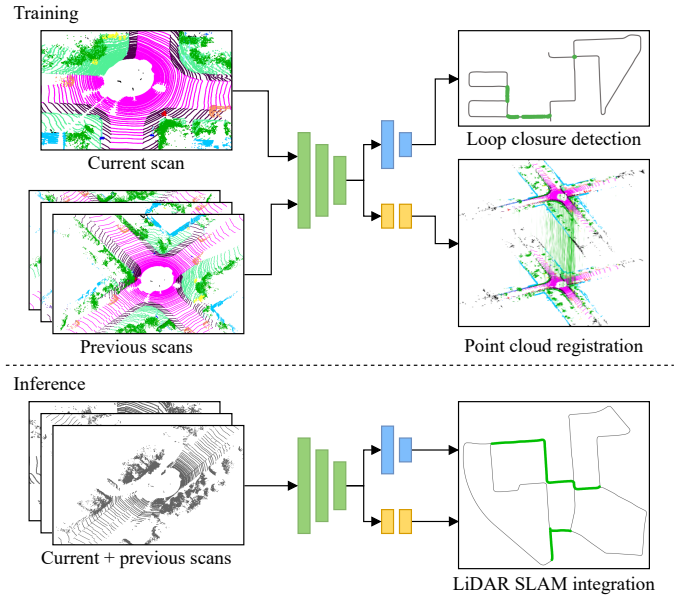 Training
Current scan
Loop closure detection
Previous scans
Point cloud registration
Inference
Current + previous scans
LiDAR SLAM integration